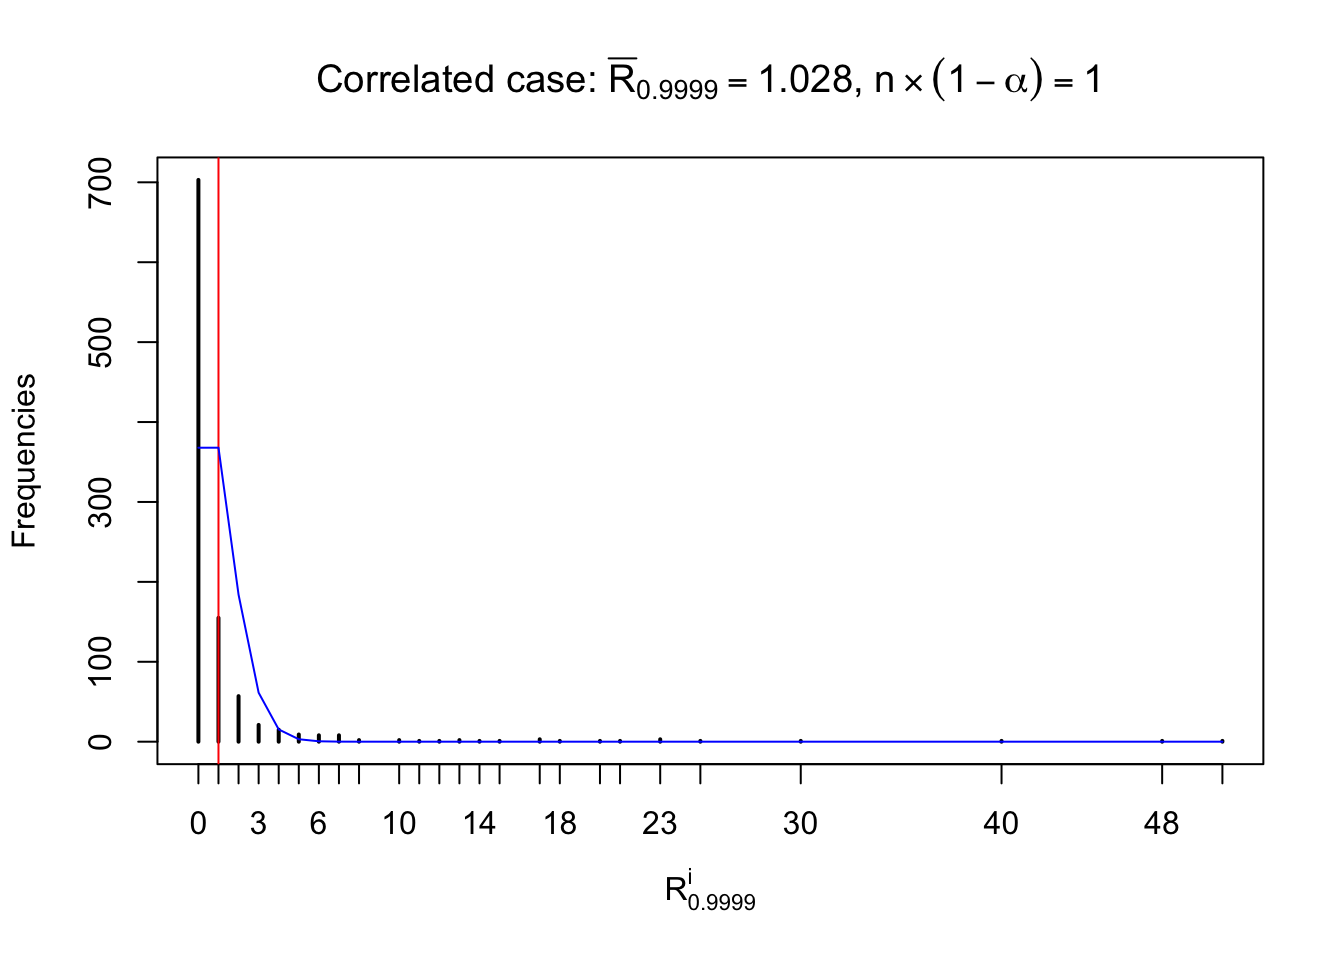 Correlated case: R̅0.9999 = 1.028, n × (1 − α) = 1
Frequencies
700
500
300
100
0
0 3 6 10 14 18 23 30 40 48
R^i_0.9999